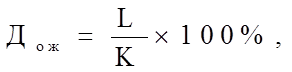 Д ож = L/K × 100%,